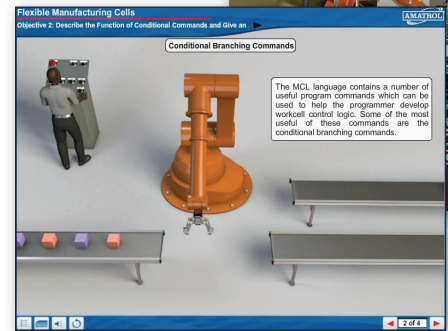 Flexible Manufacturing Cells
AMATROL
Objective 2: Describe the Function of Conditional Commands and Give an
Conditional Branching Commands
The MCL language contains a number of
useful program commands which can be
used to help the programmer develop
workcell control logic. Some of the most
useful of these commands are the
conditional branching commands.
2 of 4